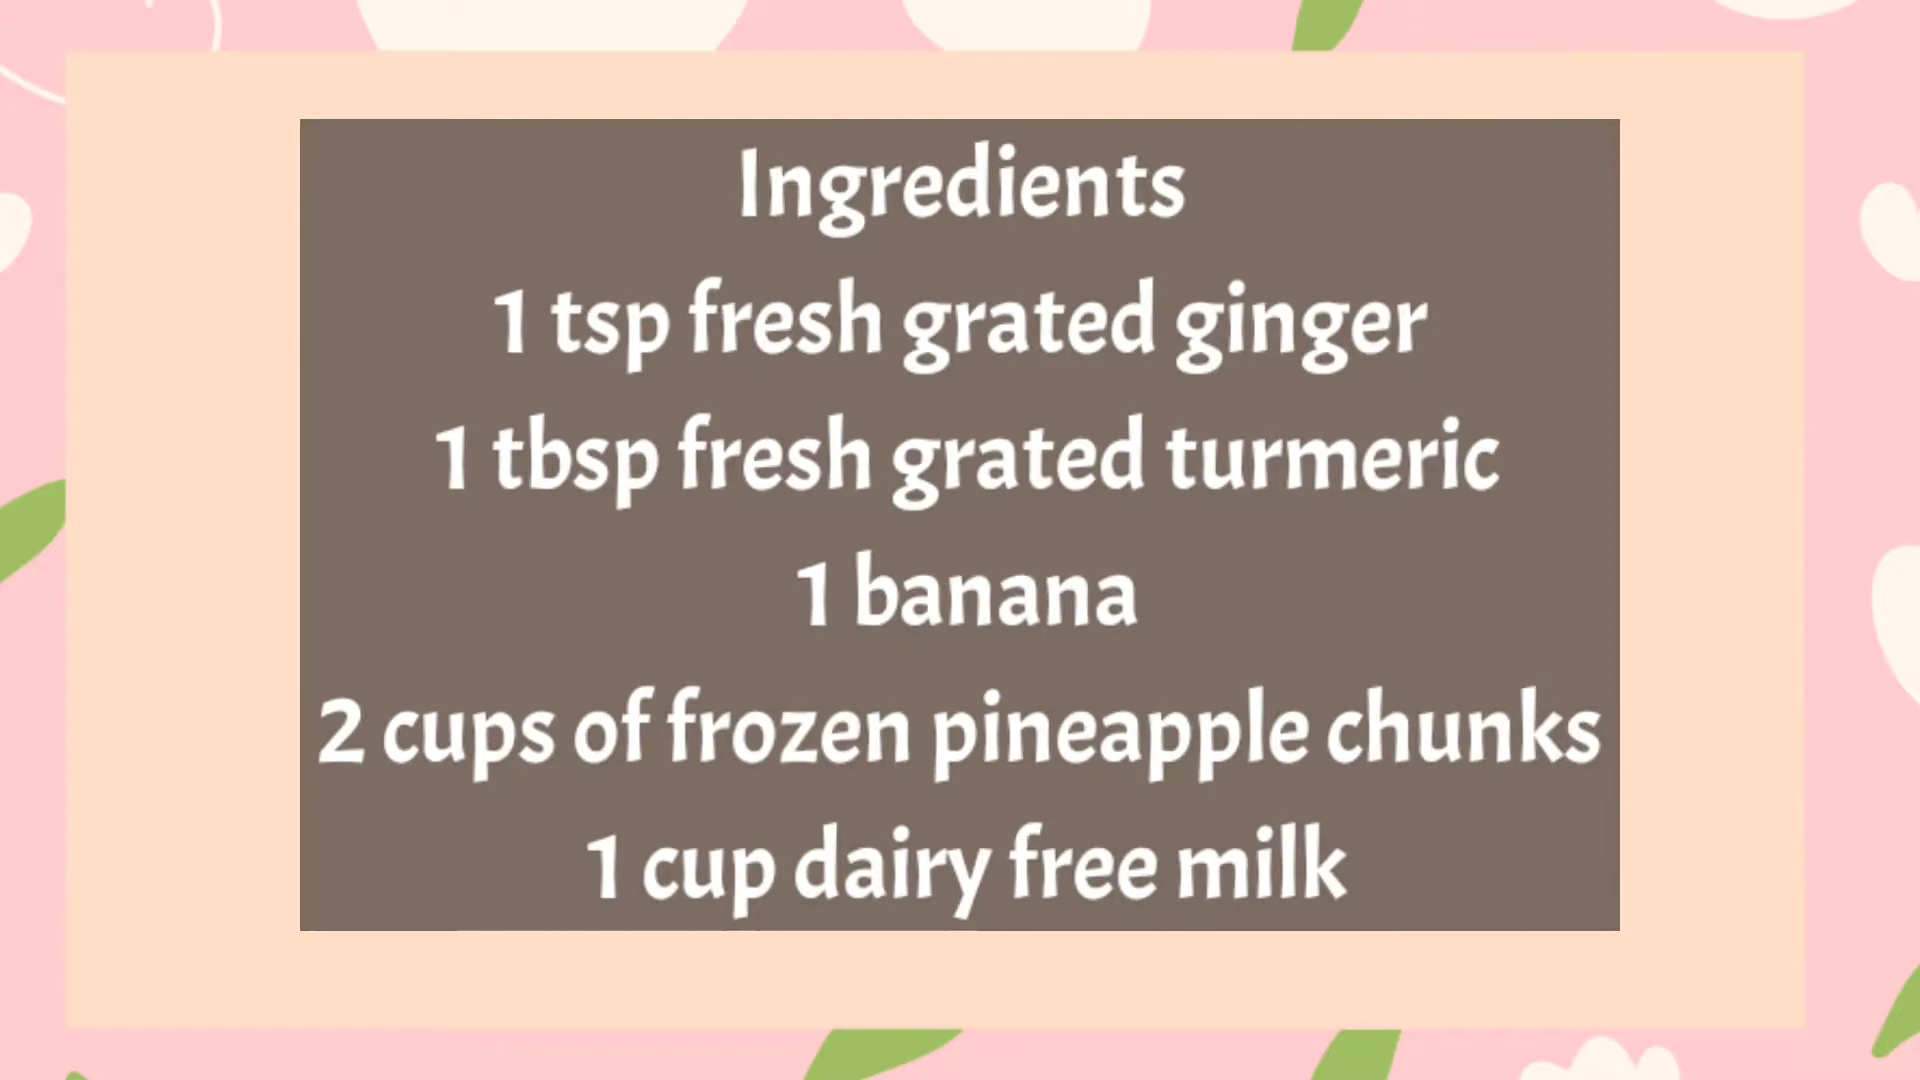 Ingredients
1 tsp fresh grated ginger
1 tbsp fresh grated turmeric
1 banana
2 cups of frozen pineapple chunks
1 cup dairy free milk